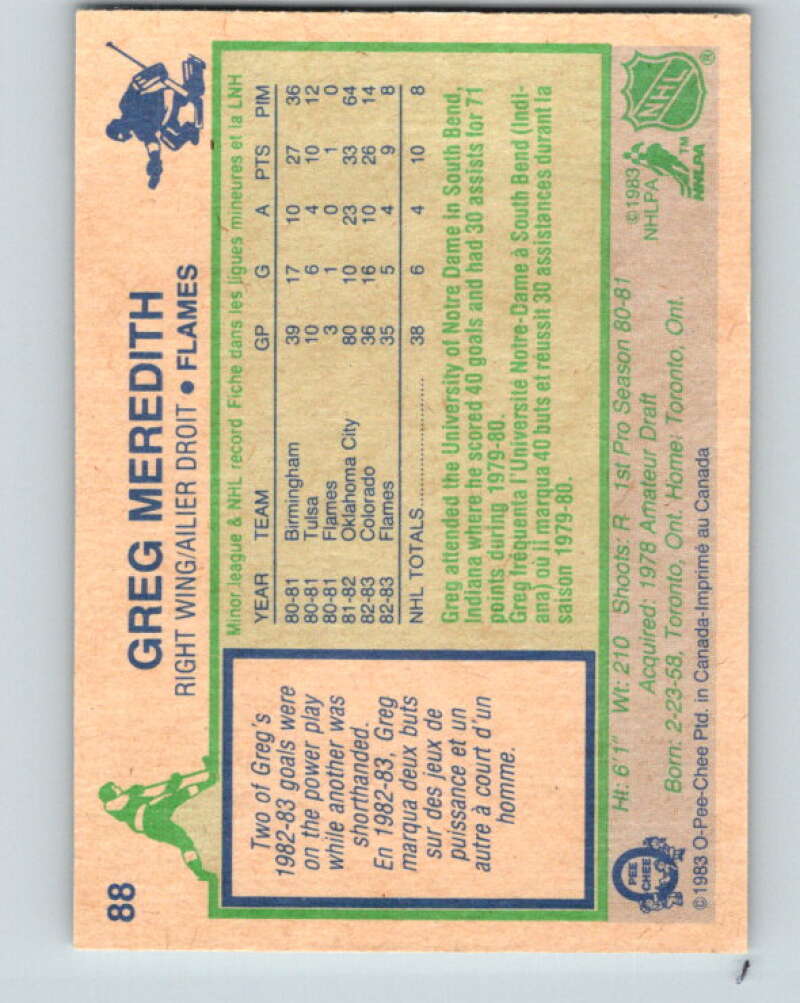 88
GREG MEREDITH
RIGHT WING/AILIER DROIT • FLAMES
Two of Greg's
1982-83 goals were
on the power play
while another was
shorthanded.
En 1982-83, Greg
marqua deux buts
sur des jeux de
puissance et un
autre à court d'un
homme.
Minor league & NHL record Fiche dans les ligues mineures et la LNH
YEAR TEAM GP G A PTS PIM
80-81 Birmingham 39 17 10 27 36
80-81 Tulsa 10 6 4 10 12
80-81 Flames 3 1 0 1 0
81-82 Oklahoma City 80 10 23 33 64
82-83 Colorado 36 16 10 26 14
82-83 Flames 35 5 4 9 8
NHL TOTALS 38 6 4 10 8
Greg attended the University of Notre Dame in South Bend,
Indiana where he scored 40 goals and had 30 assists for 71
points during 1979-80.
Greg fréquenta l'Université Notre-Dame à South Bend (Indi-
ana) où il marqua 40 buts et réussit 30 assistances durant la
saison 1979-80.
Ht: 6'1" Wt: 210 Shoots: R 1st Pro Season 80-81
Acquired: 1978 Amateur Draft
Born: 2-23-58, Toronto, Ont. Home: Toronto, Ont.
©1983 O-Pee-Chee Ptd. in Canada-Imprimé au Canada
O
PEE
CHEE
©1983
NHLPA
NHLPA
™
NHL
®